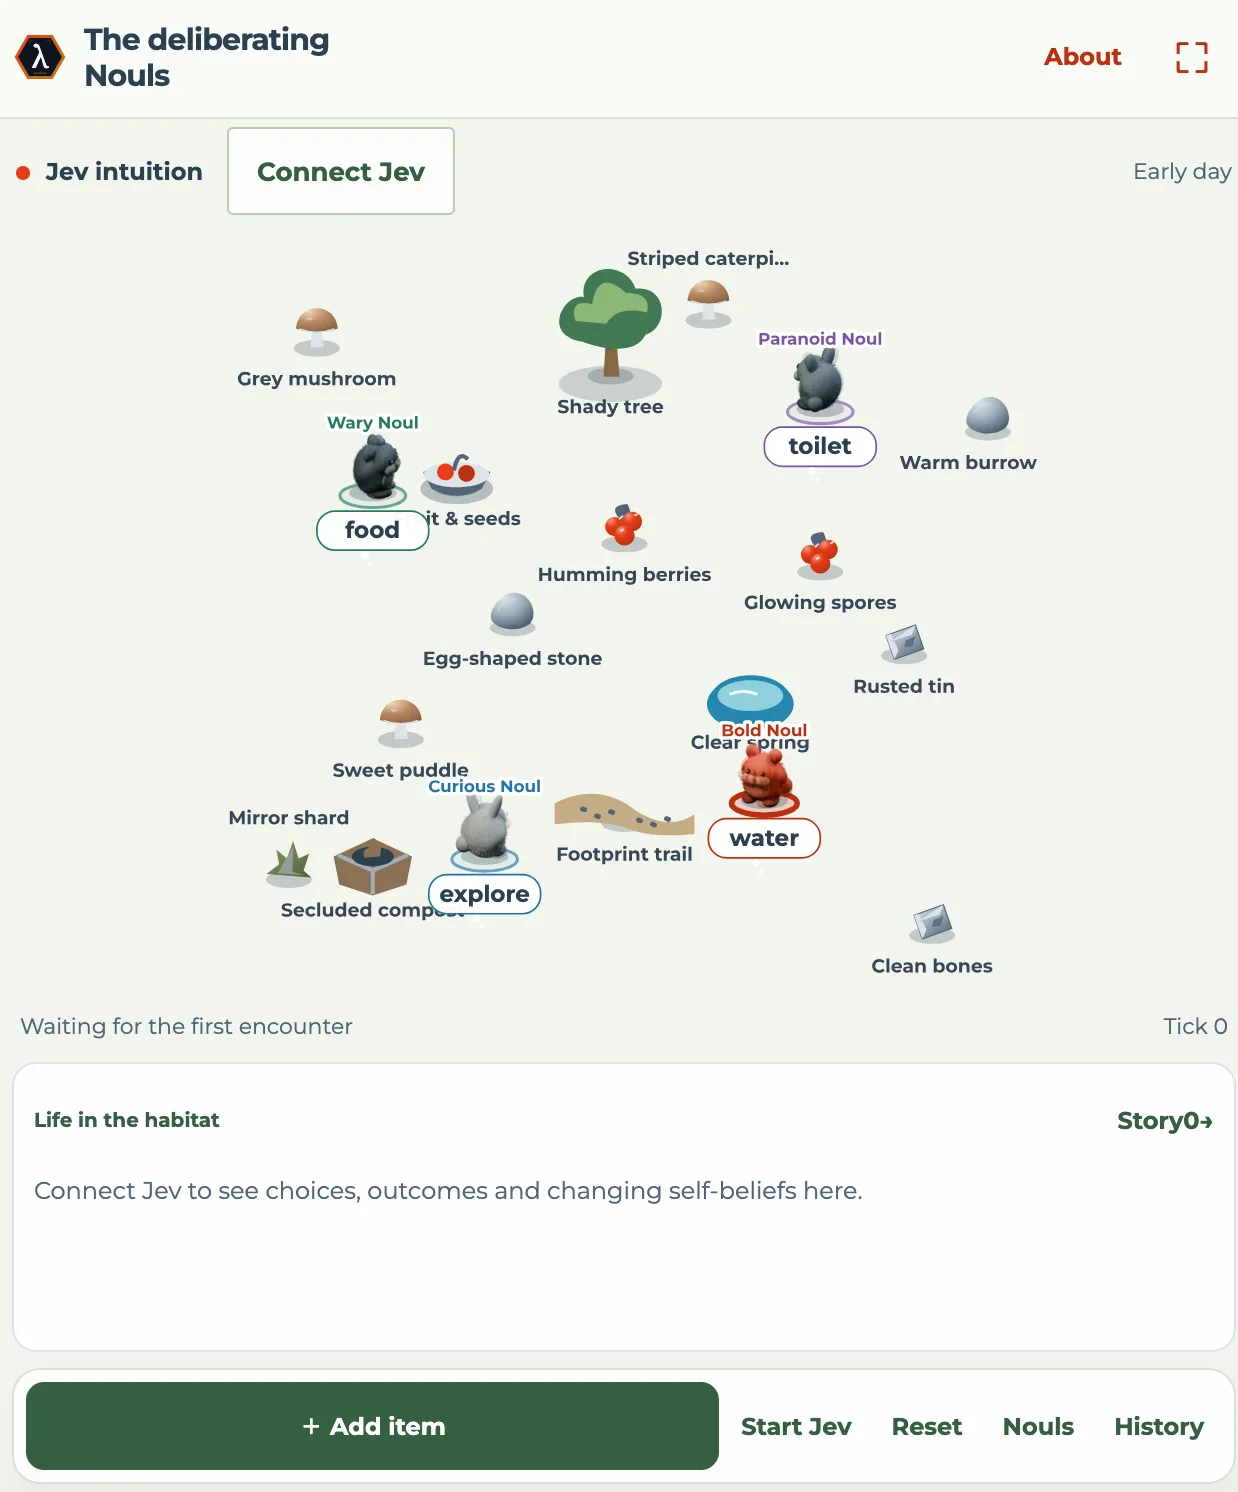 λ
The deliberating
Nouls
About
Jev intuition
Connect Jev
Early day
Striped caterpi...
Grey mushroom
Paranoid Noul
Shady tree
Wary Noul
toilet
Warm burrow
it & seeds
food
Humming berries
Glowing spores
Egg-shaped stone
Rusted tin
Bold Noul
Clear spring
Sweet puddle
Curious Noul
Mirror shard
water
Footprint trail
explore
Secluded compost
Clean bones
Waiting for the first encounter
Tick 0
Life in the habitat
Story0→
Connect Jev to see choices, outcomes and changing self-beliefs here.
+ Add item
Start Jev
Reset
Nouls
History